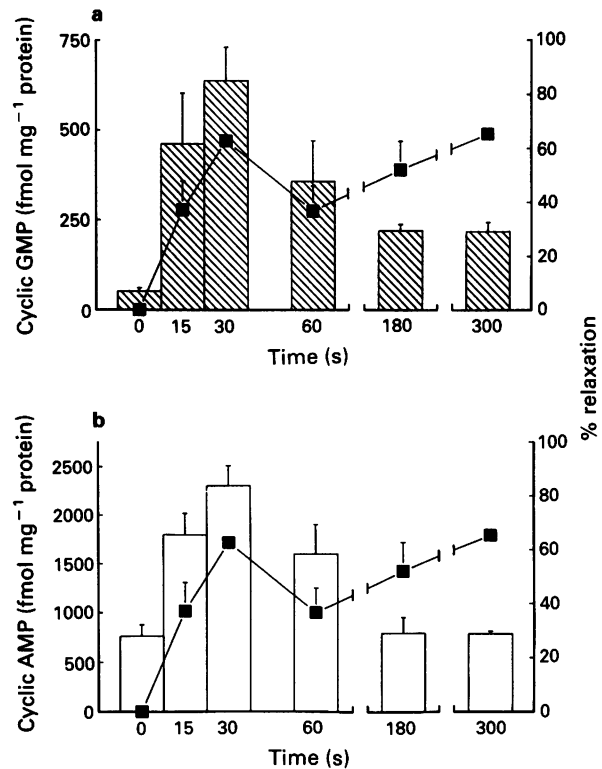 a
Cyclic GMP (fmol mg⁻¹ protein)
750
500
250
0
100
80
60
40
20
0
0 15 30 60 180 300
Time (s)
% relaxation
b
Cyclic AMP (fmol mg⁻¹ protein)
2500
2000
1500
1000
500
0
100
80
60
40
20
0
0 15 30 60 180 300
Time (s)